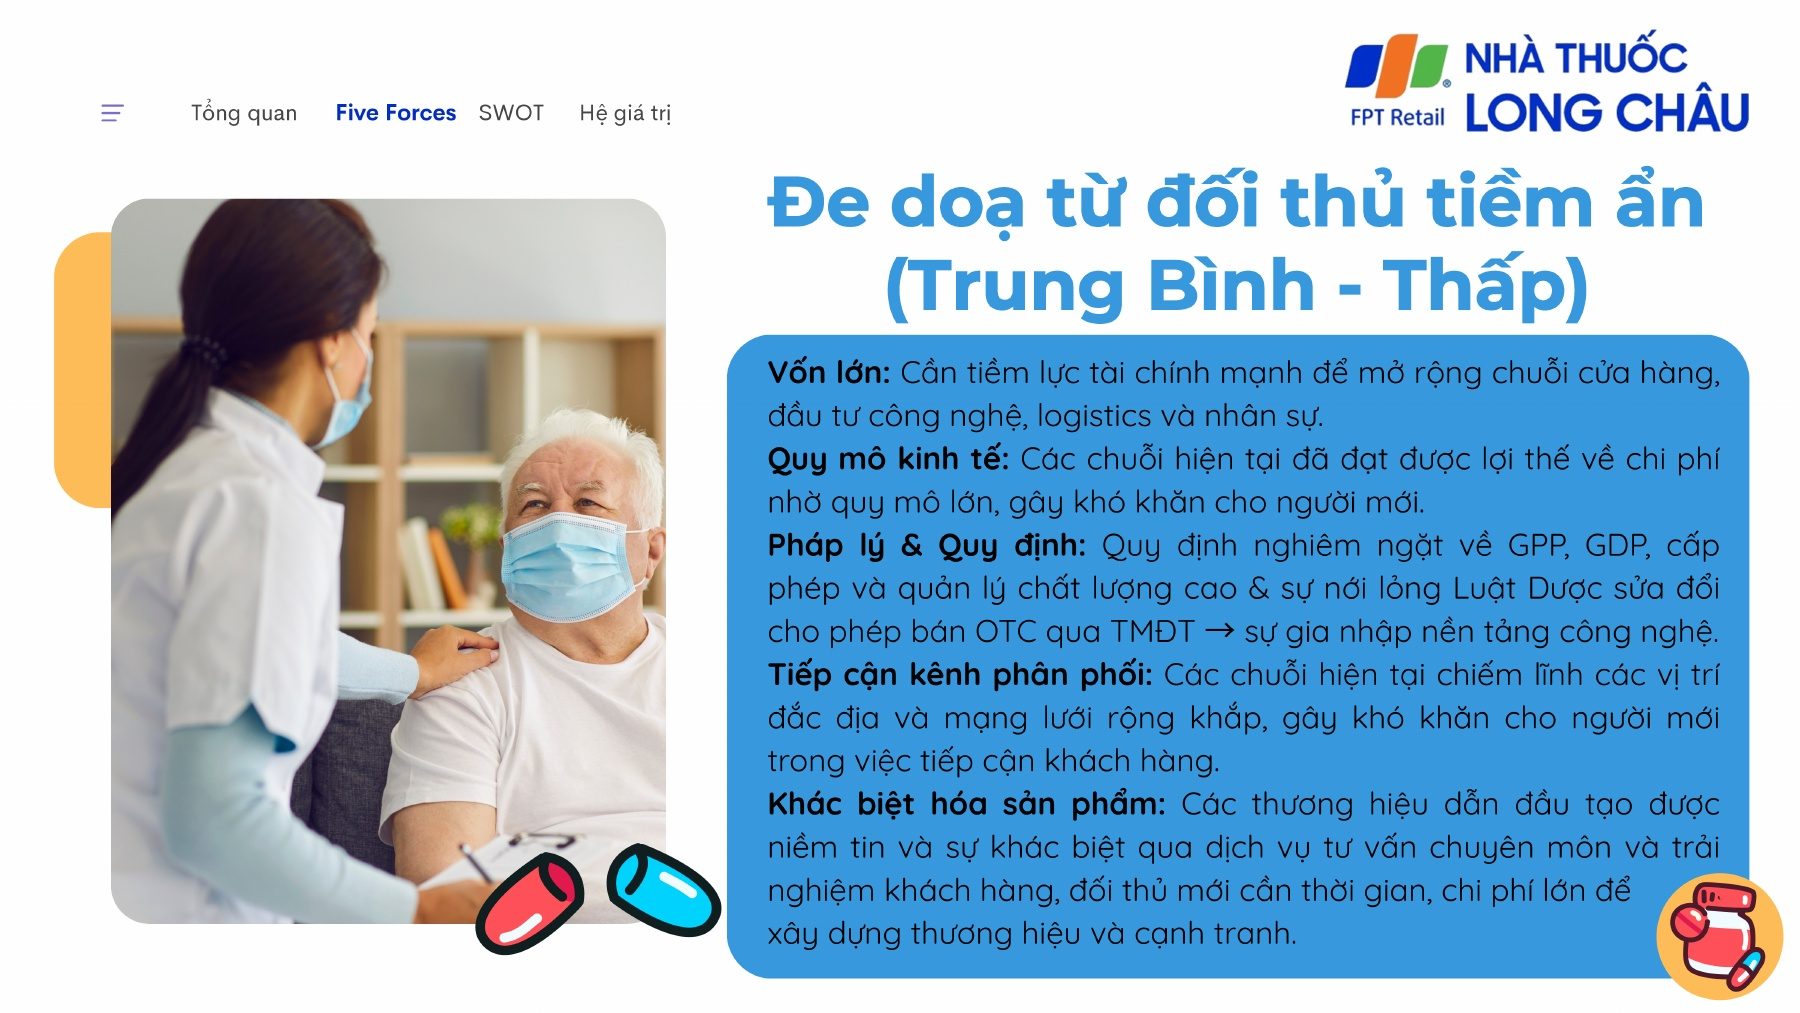 Tổng quan
Five Forces
SWOT
Hệ giá trị
FPT Retail
NHÀ THUỐC
LONG CHÂU
Đe doạ từ đối thủ tiềm ẩn
(Trung Bình - Thấp)
Vốn lớn: Cần tiềm lực tài chính mạnh để mở rộng chuỗi cửa hàng,
đầu tư công nghệ, logistics và nhân sự.
Quy mô kinh tế: Các chuỗi hiện tại đã đạt được lợi thế về chi phí
nhờ quy mô lớn, gây khó khăn cho người mới.
Pháp lý & Quy định: Quy định nghiêm ngặt về GPP, GDP, cấp
phép và quản lý chất lượng cao & sự nới lỏng Luật Dược sửa đổi
cho phép bán OTC qua TMĐT → sự gia nhập nền tảng công nghệ.
Tiếp cận kênh phân phối: Các chuỗi hiện tại chiếm lĩnh các vị trí
đắc địa và mạng lưới rộng khắp, gây khó khăn cho người mới
trong việc tiếp cận khách hàng.
Khác biệt hóa sản phẩm: Các thương hiệu dẫn đầu tạo được
niềm tin và sự khác biệt qua dịch vụ tư vấn chuyên môn và trải
nghiệm khách hàng, đối thủ mới cần thời gian, chi phí lớn để
xây dựng thương hiệu và cạnh tranh.